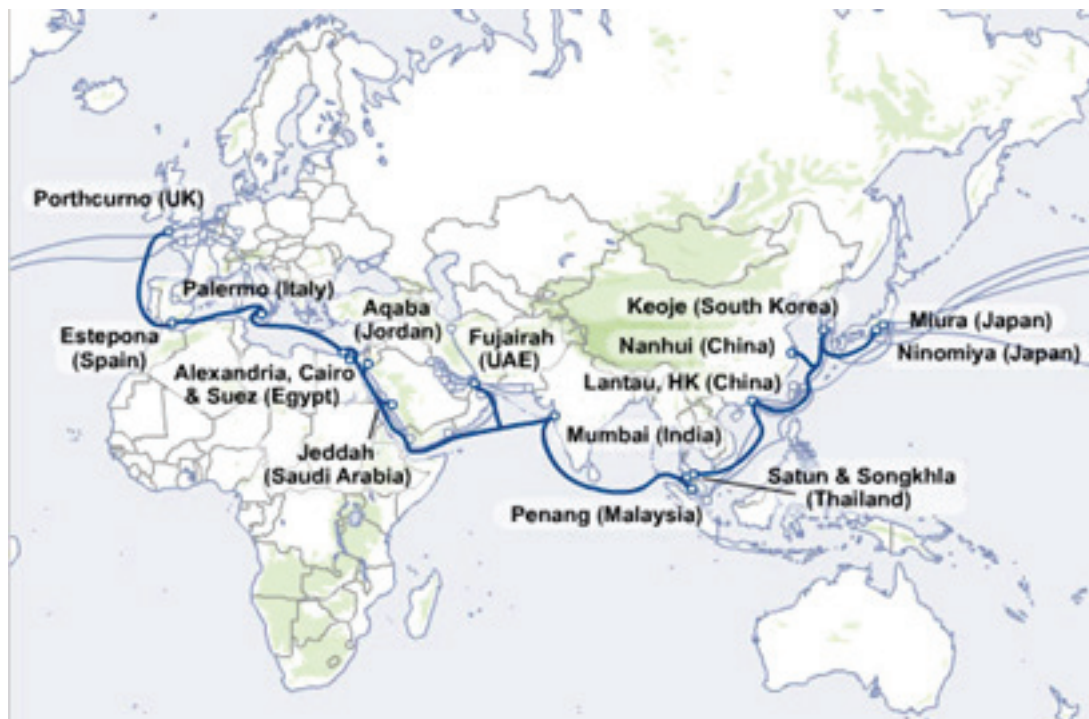 Porthcurno (UK)
Palermo (Italy)
Estepona
(Spain)
Alexandria, Cairo
& Suez (Egypt)
Aqaba
(Jordan)
Jeddah
(Saudi Arabia)
Fujairah
(UAE)
Mumbai (India)
Penang (Malaysia)
Satun & Songkhla
(Thailand)
Lantau, HK (China)
Nanhui (China)
Keoje (South Korea)
MIura (Japan)
Ninomiya (Japan)